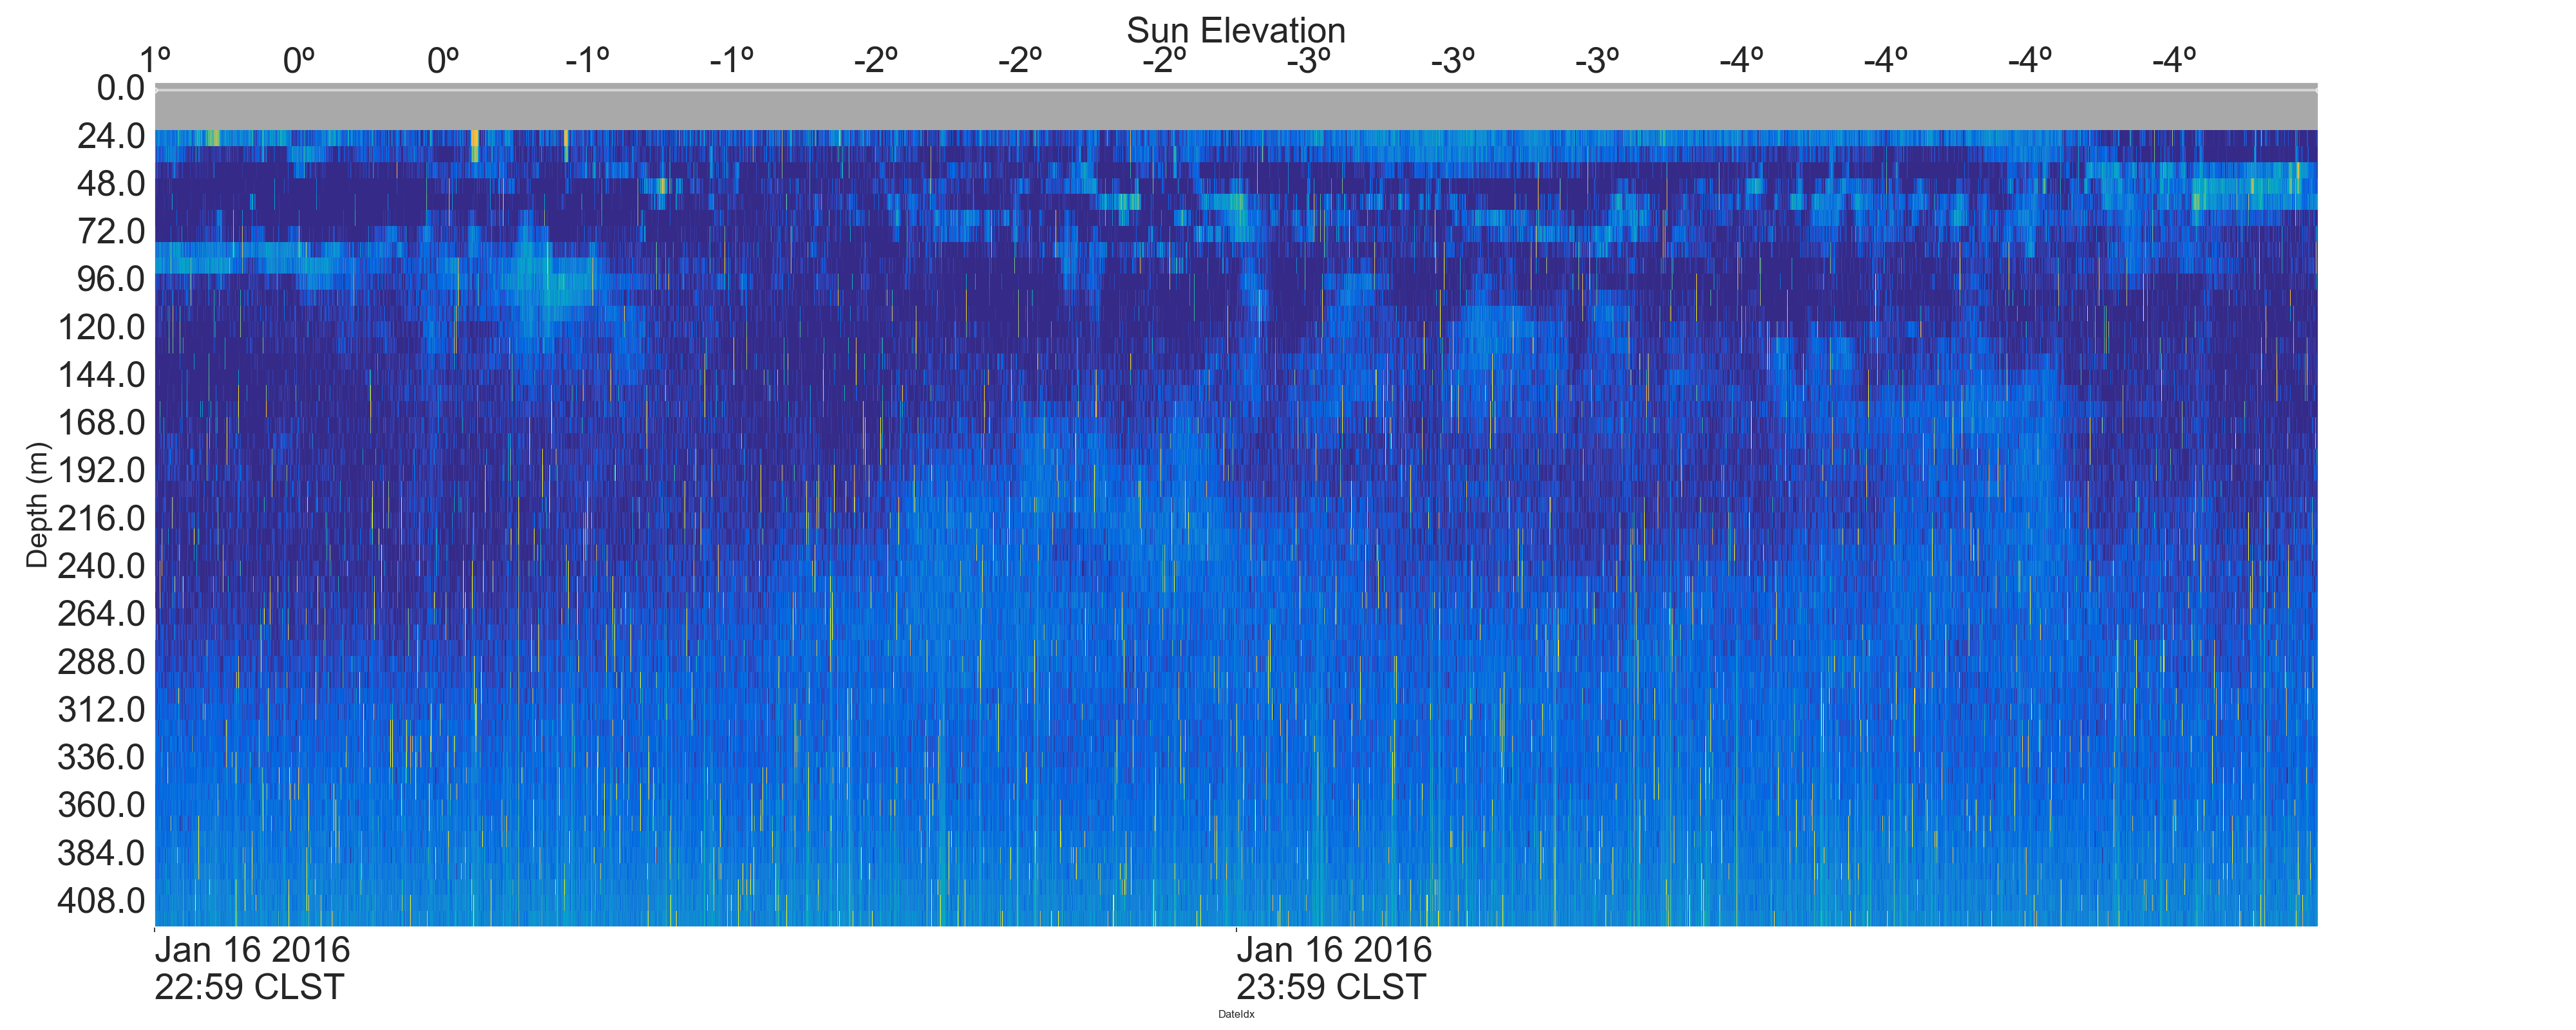 Sun Elevation
1º 0º 0º -1º -1º -2º -2º -2º -3º -3º -3º -4º -4º -4º -4º
0.0
24.0
48.0
72.0
96.0
120.0
144.0
168.0
192.0
216.0
240.0
264.0
288.0
312.0
336.0
360.0
384.0
408.0
Depth (m)
Jan 16 2016
22:59 CLST
Jan 16 2016
23:59 CLST
DateIdx